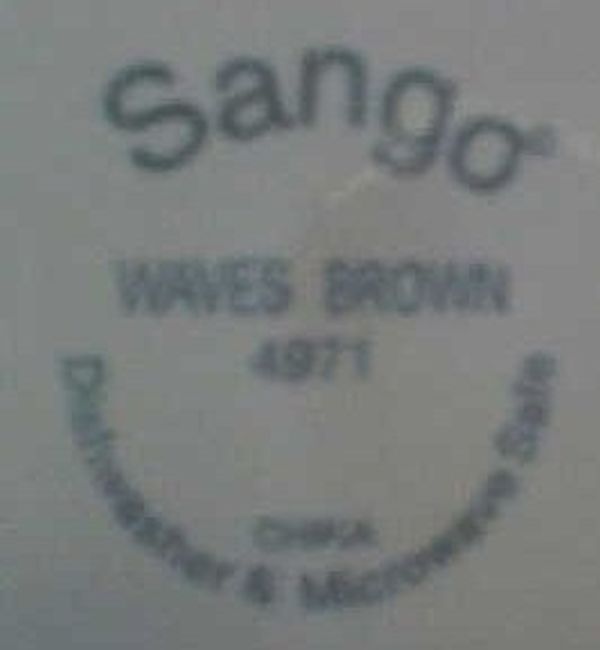 Sango®
WAVES BROWN
4971
CHINA
Dishwasher & Microwave Safe